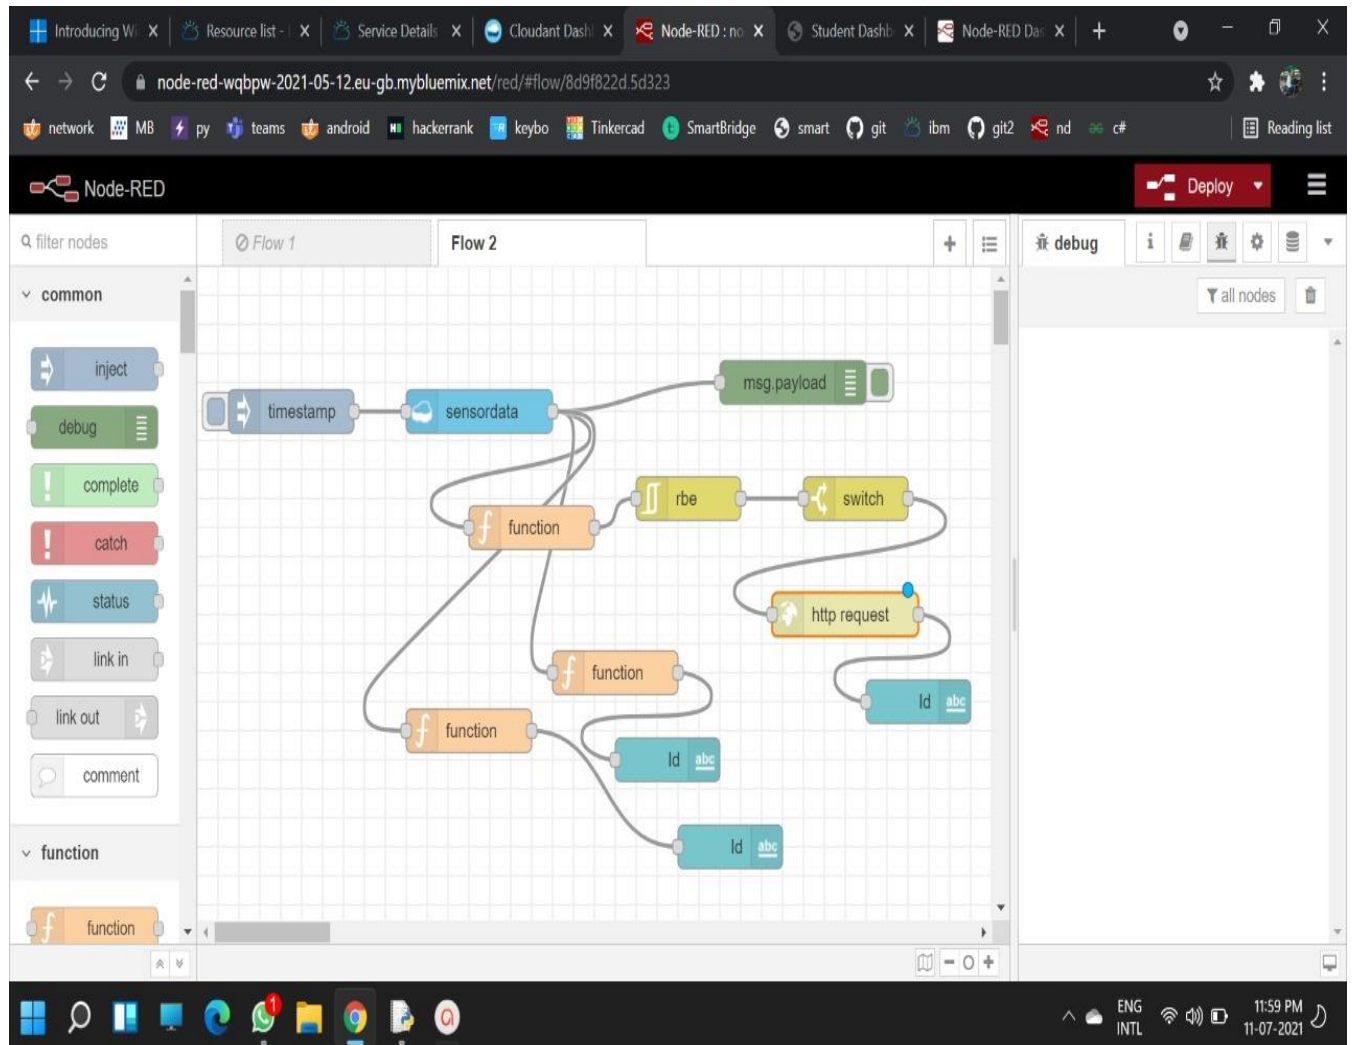 Introducing Wi X Resource list - X Service Details X Cloudant Dash X Node-RED : no X Student Dashb X Node-RED Das X +
node-red-wqbpw-2021-05-12.eu-gb.mybluemix.net/red/#flow/8d9f822d.5d323
network MB py teams android hackerrank keybo Tinkercad SmartBridge smart git ibm git2 nd c# Reading list
Node-RED Deploy
filter nodes Flow 1 Flow 2 debug
common all nodes
inject
debug
complete
catch
status
link in
link out
comment
function
function
timestamp
sensordata
msg.payload
function
rbe
switch
http request
function
Id abc
function
Id abc
Id abc
1
ENG
INTL
11:59 PM
11-07-2021